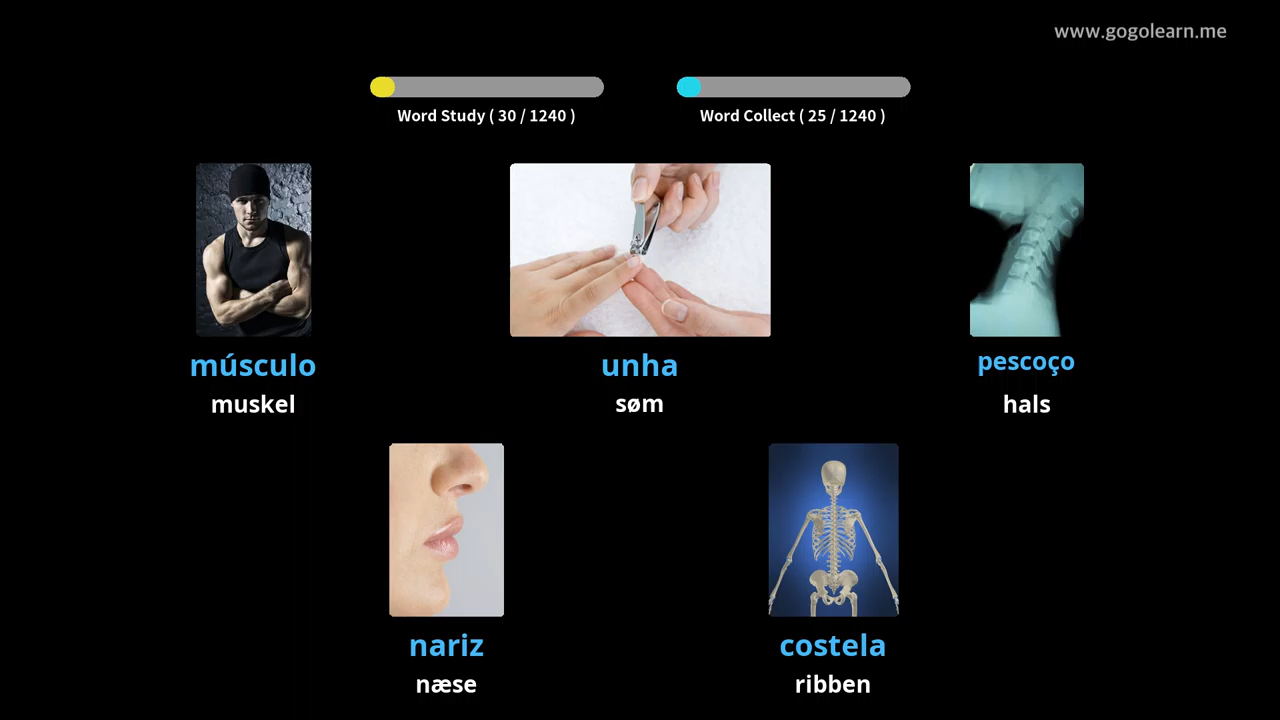 www.gogolearn.me
Word Study ( 30 / 1240 )
Word Collect ( 25 / 1240 )
músculo
muskel
unha
søm
pescoço
hals
nariz
næse
costela
ribben